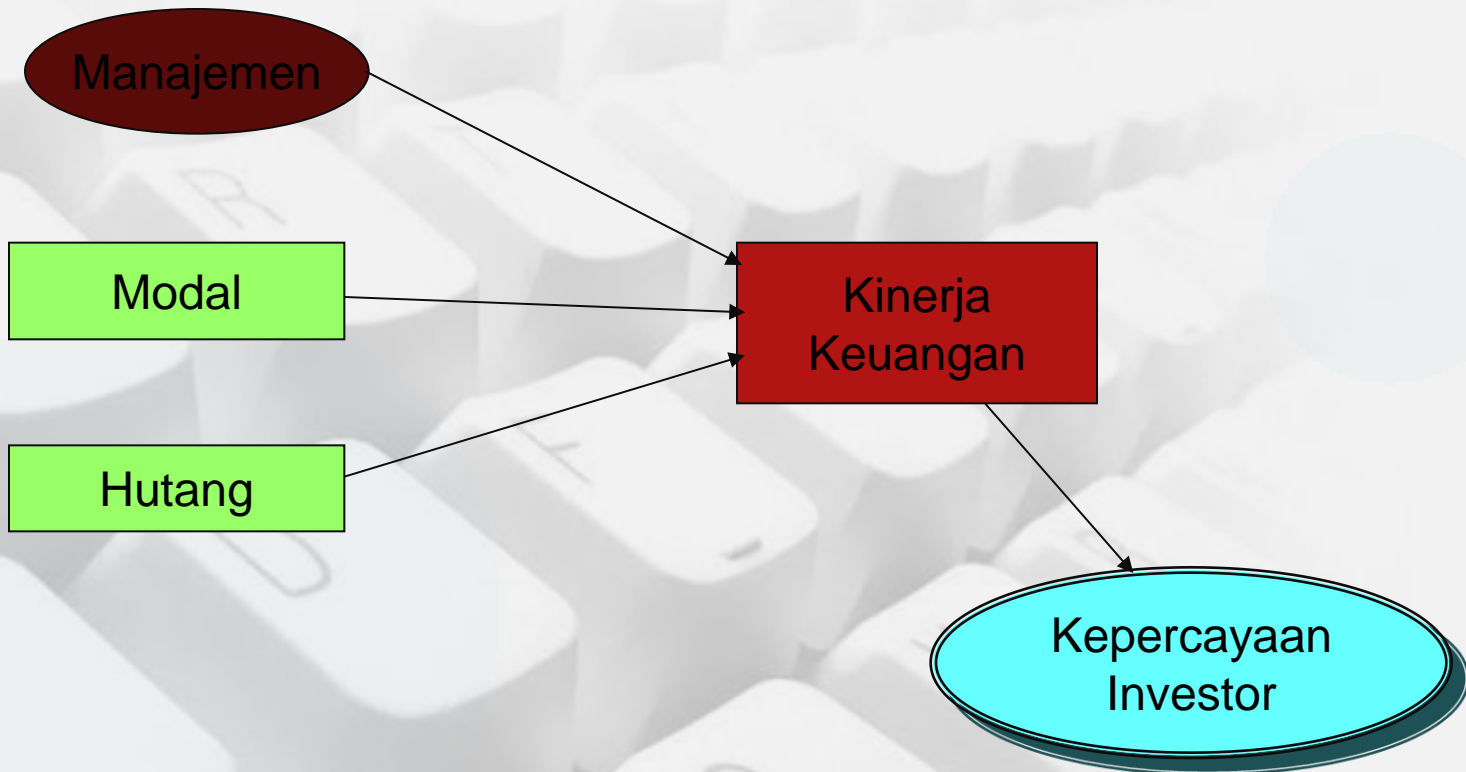 Manajemen
Modal
Kinerja
Keuangan
Hutang
Kepercayaan
Investor